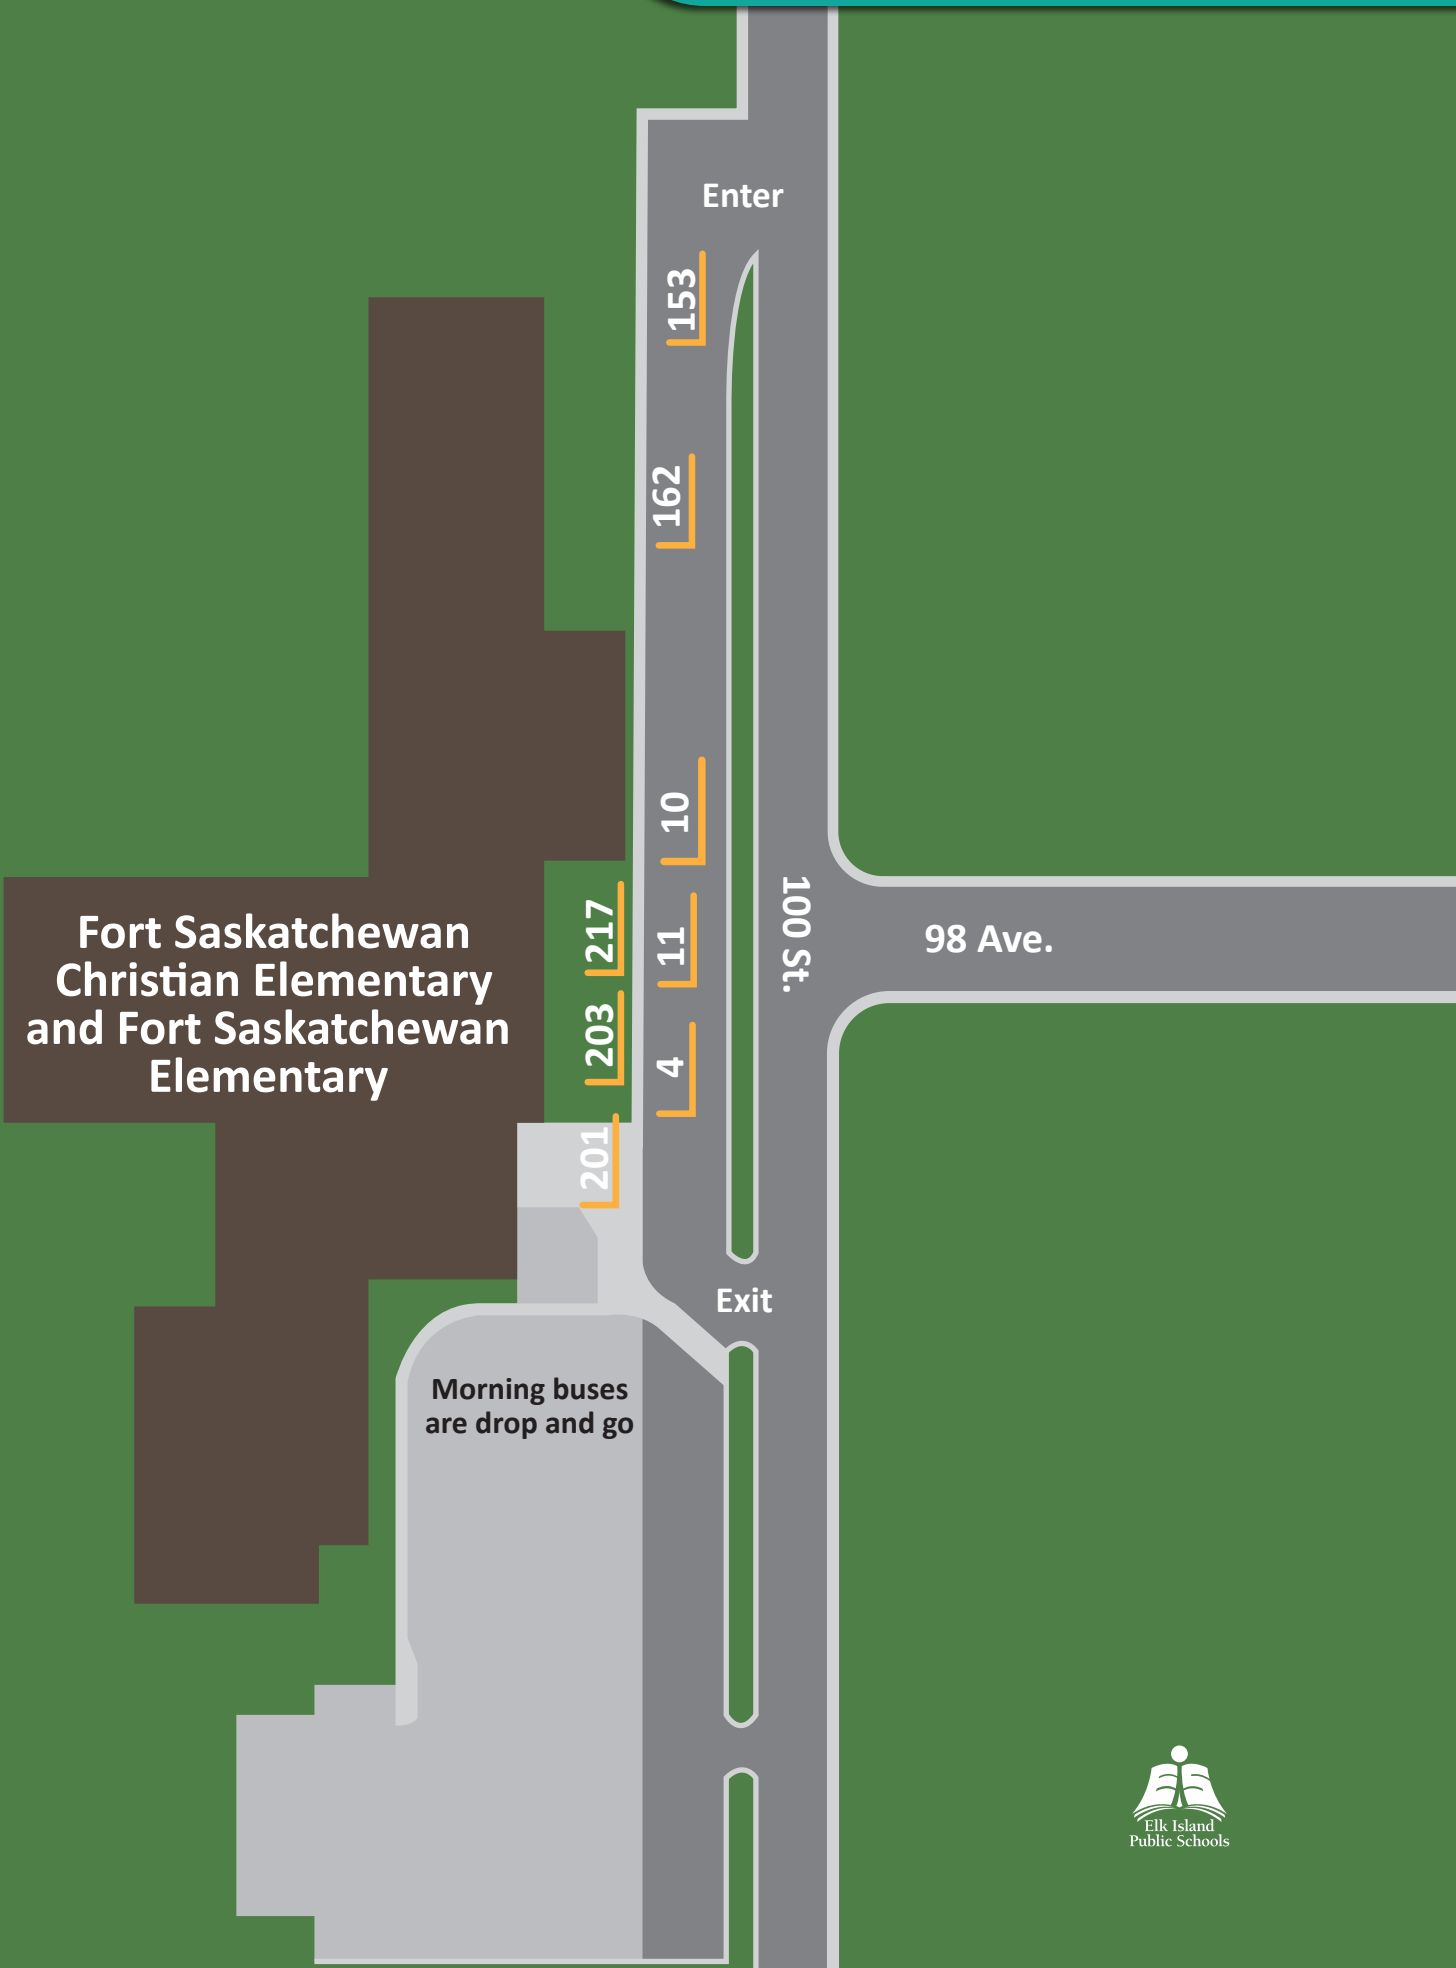 Enter
153
162
10
217
11
100 St.
98 Ave.
Fort Saskatchewan
Christian Elementary
and Fort Saskatchewan
Elementary
203
4
201
Exit
Morning buses
are drop and go
Elk Island
Public Schools